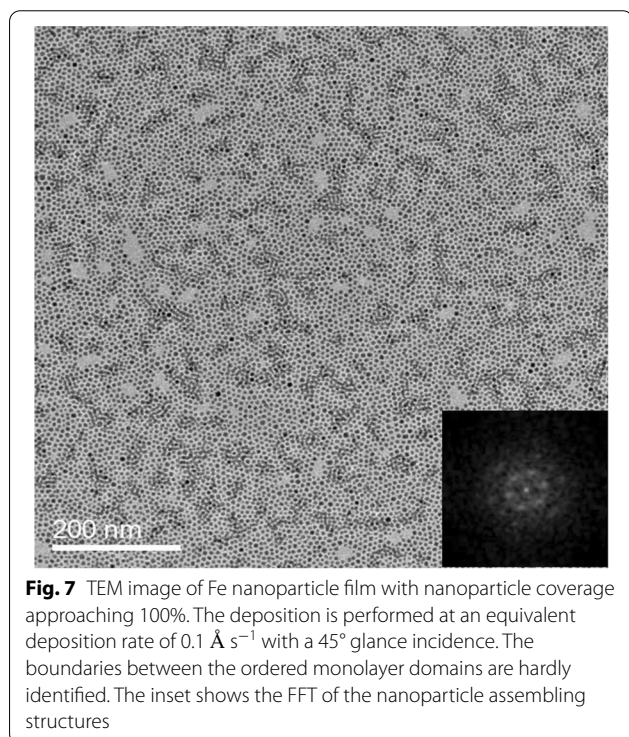 200 nm
Fig. 7 TEM image of Fe nanoparticle film with nanoparticle coverage
approaching 100%. The deposition is performed at an equivalent
deposition rate of 0.1 Å s−1 with a 45° glance incidence. The
boundaries between the ordered monolayer domains are hardly
identified. The inset shows the FFT of the nanoparticle assembling
structures